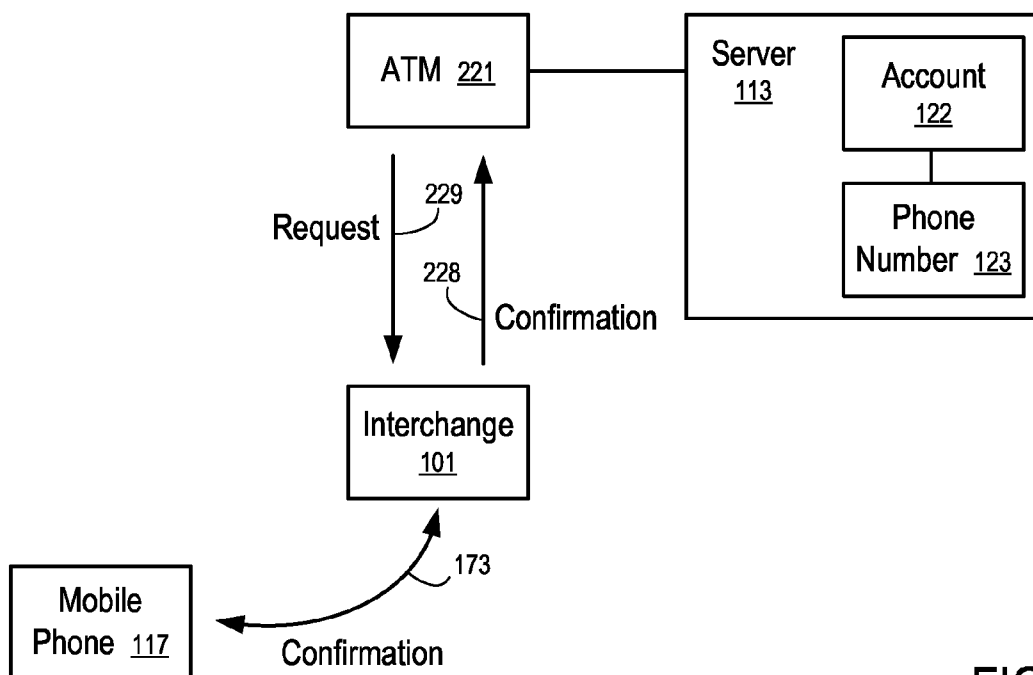 ATM 221
Server
113
Account
122
Phone
Number 123
Request
229
228
Confirmation
Interchange
101
173
Mobile
Phone 117
Confirmation